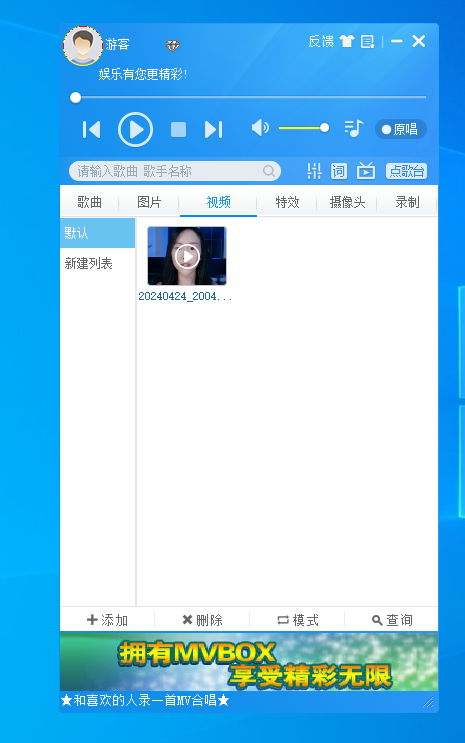 游客
反馈
娱乐有您更精彩!
原唱
请输入歌曲 歌手名称
词
点歌台
歌曲
图片
视频
特效
摄像头
录制
默认
新建列表
20240424_2004...
添加
删除
模式
查询
拥有MVBOX
享受精彩无限
★和喜欢的人录一首MV合唱★